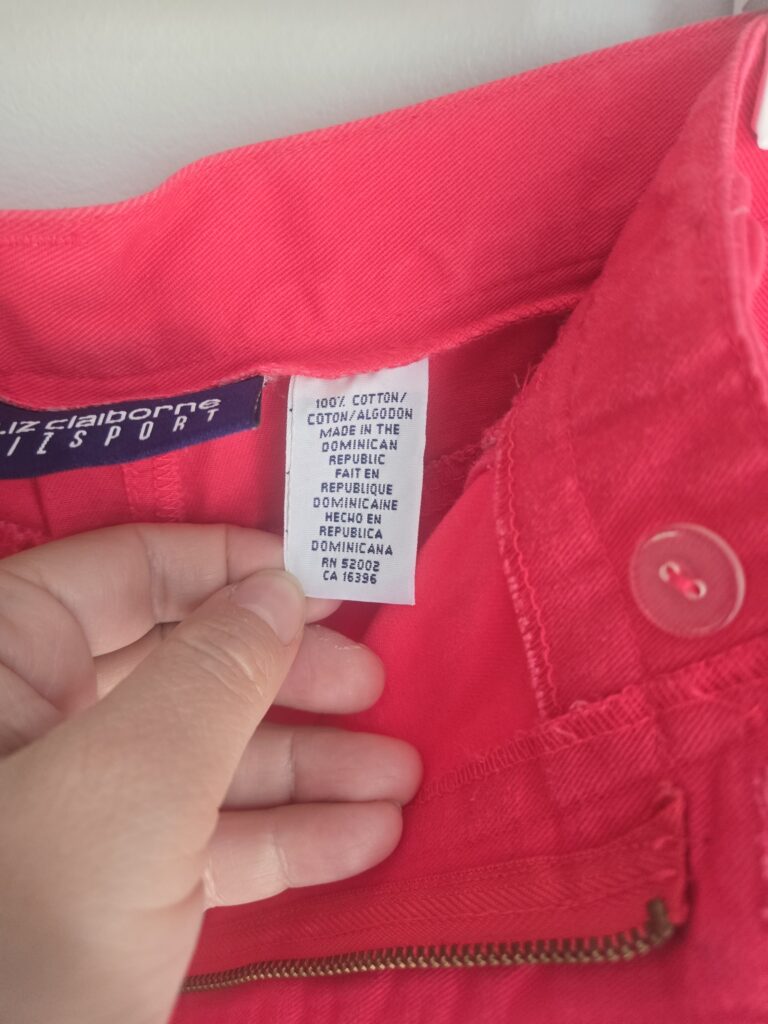 liz claiborne
LIZSPORT
100% COTTON/
COTON/ALGODON
MADE IN THE
DOMINICAN
REPUBLIC
FAIT EN
REPUBLIQUE
DOMINICAINE
HECHO EN
REPUBLICA
DOMINICANA
RN 52002
CA 16396